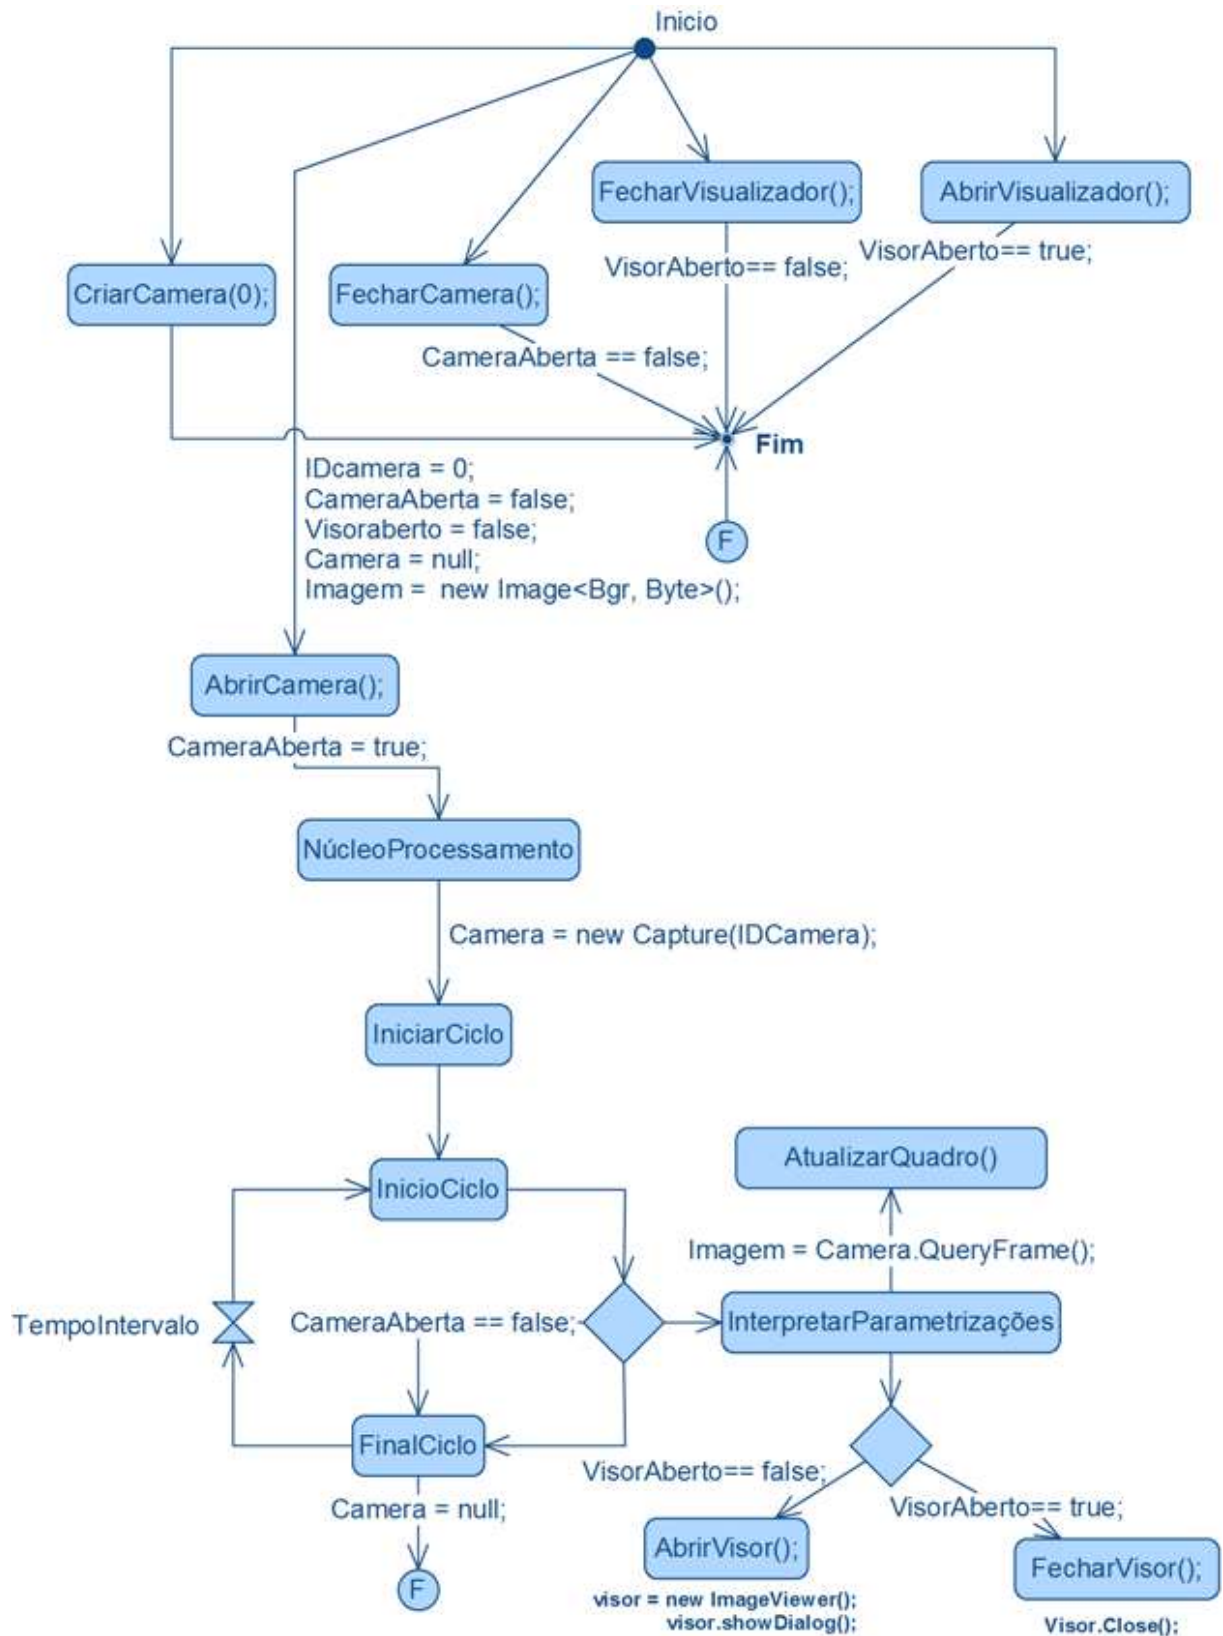 Inicio
FecharVisualizador();
AbrirVisualizador();
VisorAberto== false;
VisorAberto== true;
CriarCamera(0);
FecharCamera();
CameraAberta == false;
Fim
IDcamera = 0;
CameraAberta = false;
Visoraberto = false;
Camera = null;
Imagem =  new Image<Bgr, Byte>();
F
AbrirCamera();
CameraAberta = true;
NúcleoProcessamento
Camera = new Capture(IDCamera);
IniciarCiclo
AtualizarQuadro()
InicioCiclo
Imagem = Camera.QueryFrame();
TempoIntervalo
CameraAberta == false;
InterpretarParametrizações
FinalCiclo
VisorAberto== false;
VisorAberto== true;
Camera = null;
AbrirVisor();
FecharVisor();
F
visor = new ImageViewer();
visor.showDialog();
Visor.Close();